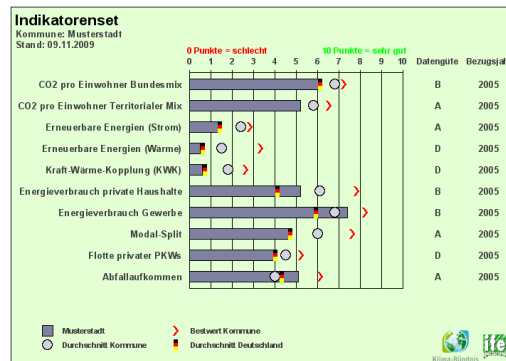 Indikatorenset
Kommune: Musterstadt
Stand: 09.11.2009
0 Punkte = schlecht 10 Punkte = sehr gut
0 1 2 3 4 5 6 7 8 9 10 Datengüte Bezugsjahr
CO2 pro Einwohner Bundesmix B 2005
CO2 pro Einwohner Territorialer Mix A 2005
Erneuerbare Energien (Strom) A 2005
Erneuerbare Energien (Wärme) D 2005
Kraft-Wärme-Kopplung (KWK) D 2005
Energieverbrauch private Haushalte B 2005
Energieverbrauch Gewerbe B 2005
Modal-Split A 2005
Flotte privater PKWs D 2005
Abfallaufkommen A 2005
Musterstadt Bestwert Kommune
Durchschnitt Kommune Durchschnitt Deutschland
Klima-Bündnis ife